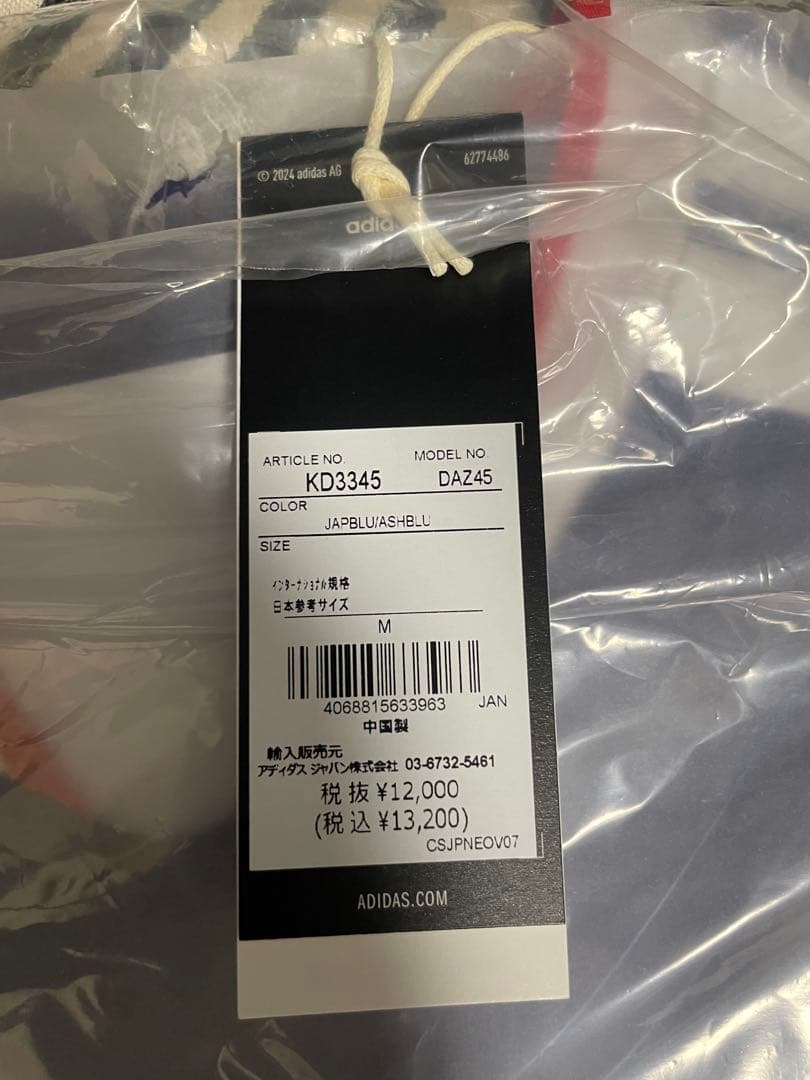 © 2024 adidas AG
62774486
adid
ARTICLE NO. MODEL NO.
KD3345 DAZ45
COLOR
JAPBLU/ASHBLU
SIZE
インターナショナル規格
日本参考サイズ
M
4068815633963 JAN
中国製
輸入販売元
アディダス ジャパン株式会社 03-6732-5461
税抜 ¥12,000
(税込 ¥13,200)
CSJPNEOV07
ADIDAS.COM